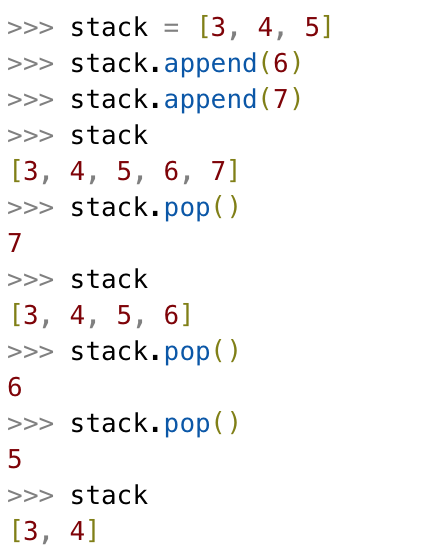 >>> stack = [3, 4, 5]
>>> stack.append(6)
>>> stack.append(7)
>>> stack
[3, 4, 5, 6, 7]
>>> stack.pop()
7
>>> stack
[3, 4, 5, 6]
>>> stack.pop()
6
>>> stack.pop()
5
>>> stack
[3, 4]